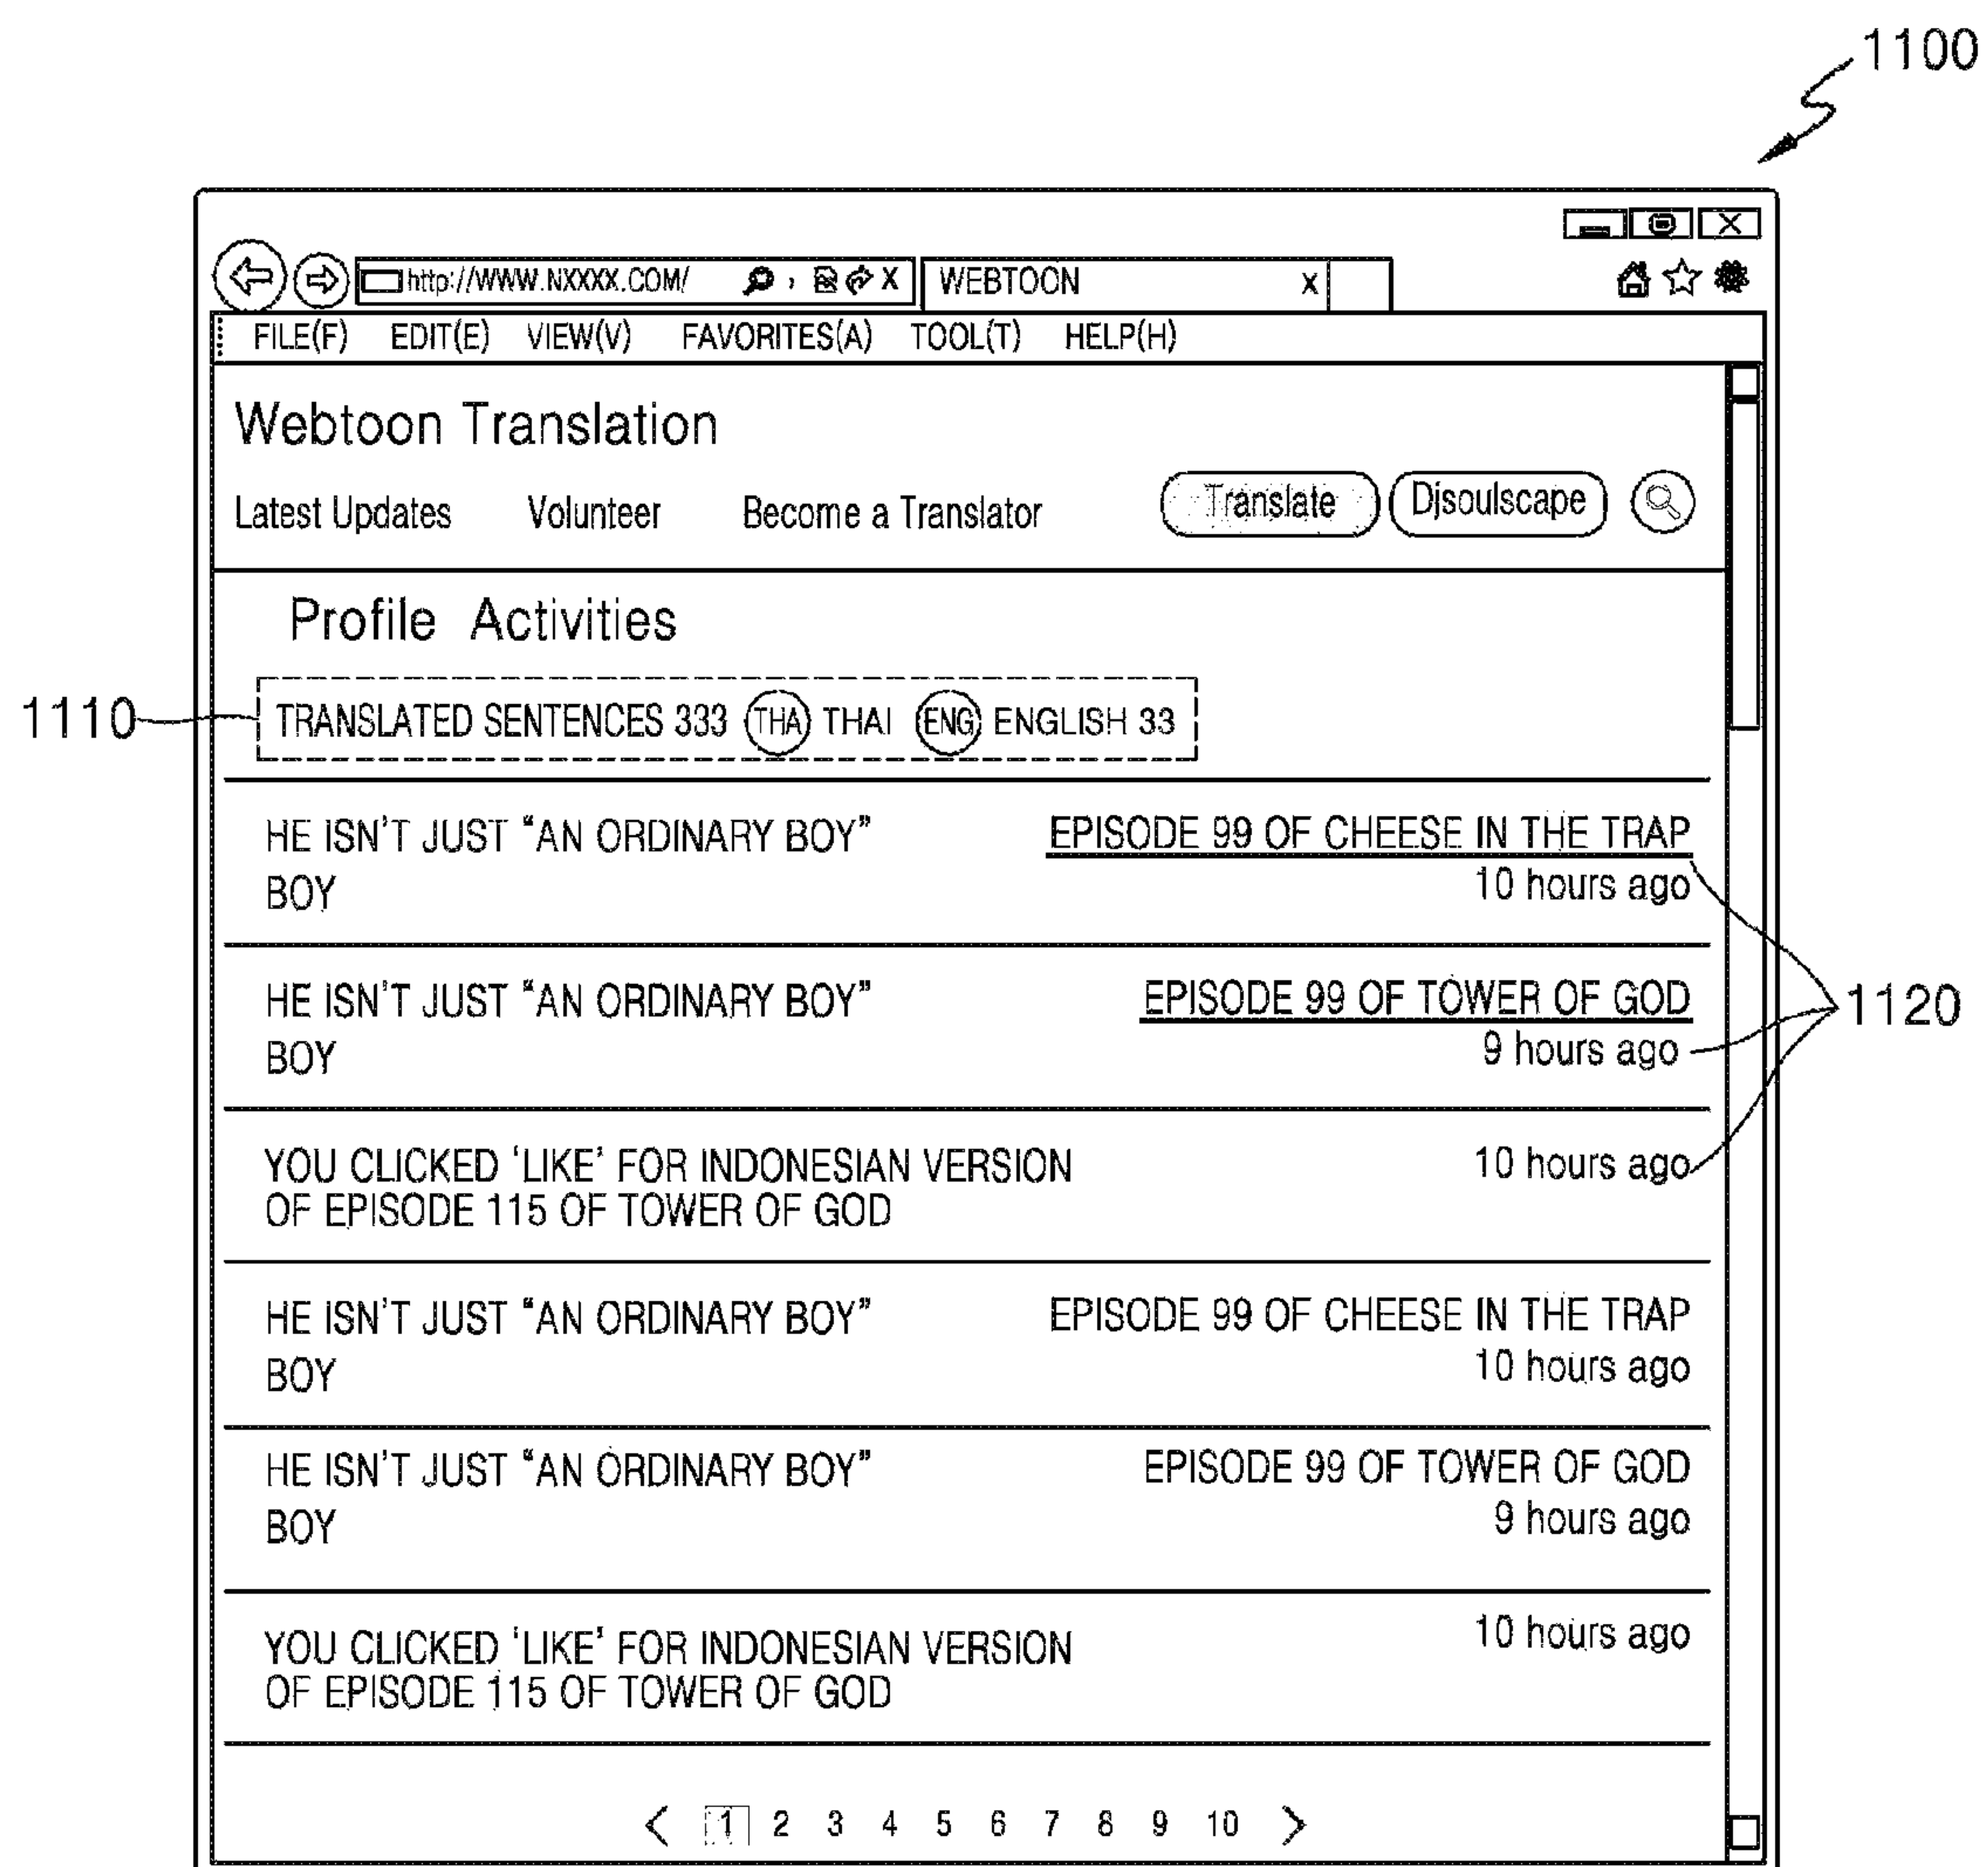 1100
http://WWW.NXXXX.COM/ X WEBTOON X
FILE(F) EDIT(E) VIEW(V) FAVORITES(A) TOOL(T) HELP(H)
Webtoon Translation
Latest Updates Volunteer Become a Translator Translate Djsoulscape
Profile Activities
1110
TRANSLATED SENTENCES 333 THA THAI ENG ENGLISH 33
HE ISN'T JUST “AN ORDINARY BOY” EPISODE 99 OF CHEESE IN THE TRAP
BOY 10 hours ago
HE ISN'T JUST “AN ORDINARY BOY” EPISODE 99 OF TOWER OF GOD
BOY 9 hours ago
1120
YOU CLICKED ‘LIKE’ FOR INDONESIAN VERSION 10 hours ago
OF EPISODE 115 OF TOWER OF GOD
HE ISN'T JUST “AN ORDINARY BOY” EPISODE 99 OF CHEESE IN THE TRAP
BOY 10 hours ago
HE ISN'T JUST “AN ORDINARY BOY” EPISODE 99 OF TOWER OF GOD
BOY 9 hours ago
YOU CLICKED ‘LIKE’ FOR INDONESIAN VERSION 10 hours ago
OF EPISODE 115 OF TOWER OF GOD
< 1 2 3 4 5 6 7 8 9 10 >